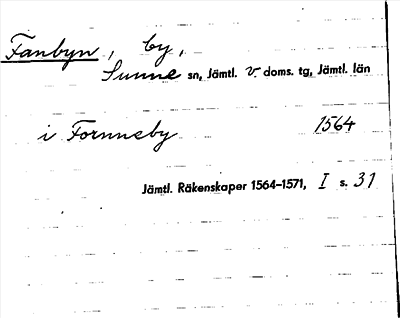 Fanbyn, by,
Sunne sn, Jämtl. v. doms. tg, Jämtl. län
i Fornneby 1564
Jämtl. Räkenskaper 1564–1571, I s. 31